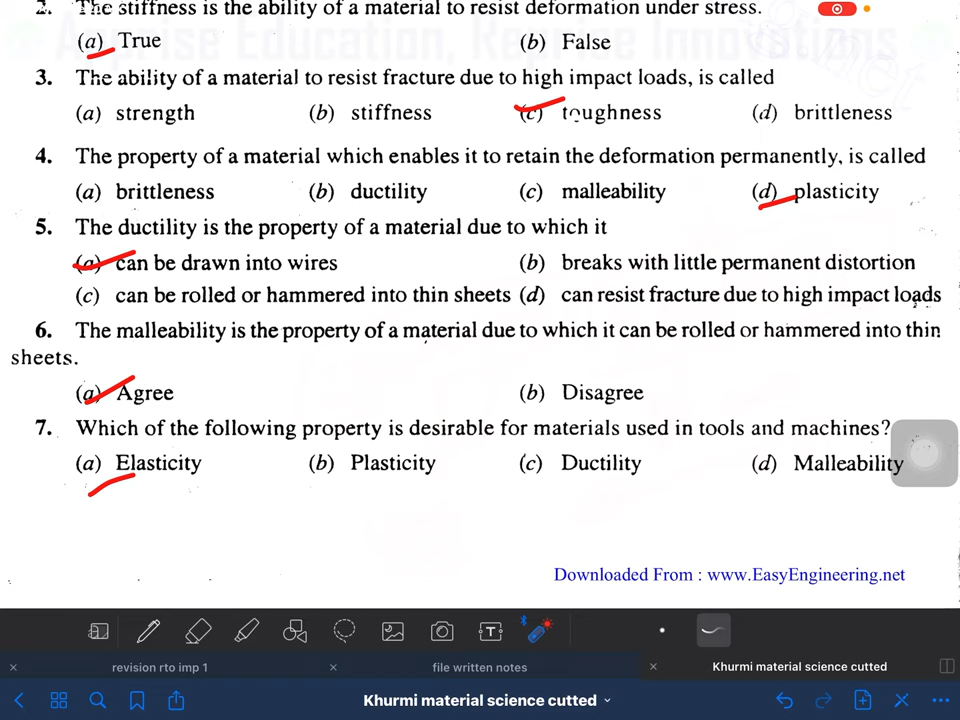 2. The stiffness is the ability of a material to resist deformation under stress.
(a) True (b) False
Education, Reprise Innovations
3. The ability of a material to resist fracture due to high impact loads, is called
(a) strength (b) stiffness (c) toughness (d) brittleness
4. The property of a material which enables it to retain the deformation permanently, is called
(a) brittleness (b) ductility (c) malleability (d) plasticity
5. The ductility is the property of a material due to which it
(a) can be drawn into wires (b) breaks with little permanent distortion
(c) can be rolled or hammered into thin sheets (d) can resist fracture due to high impact loads
6. The malleability is the property of a material due to which it can be rolled or hammered into thin
sheets.
(a) Agree (b) Disagree
7. Which of the following property is desirable for materials used in tools and machines?
(a) Elasticity (b) Plasticity (c) Ductility (d) Malleability
Downloaded From : www.EasyEngineering.net
T
× revision rto imp 1 × file written notes × Khurmi material science cutted
Khurmi material science cutted